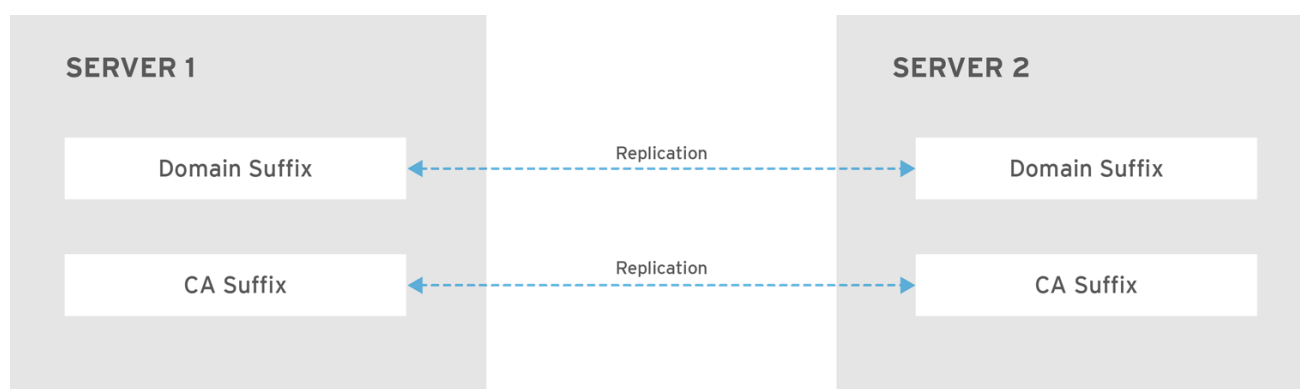 SERVER 1
SERVER 2
Domain Suffix
Replication
Domain Suffix
CA Suffix
Replication
CA Suffix